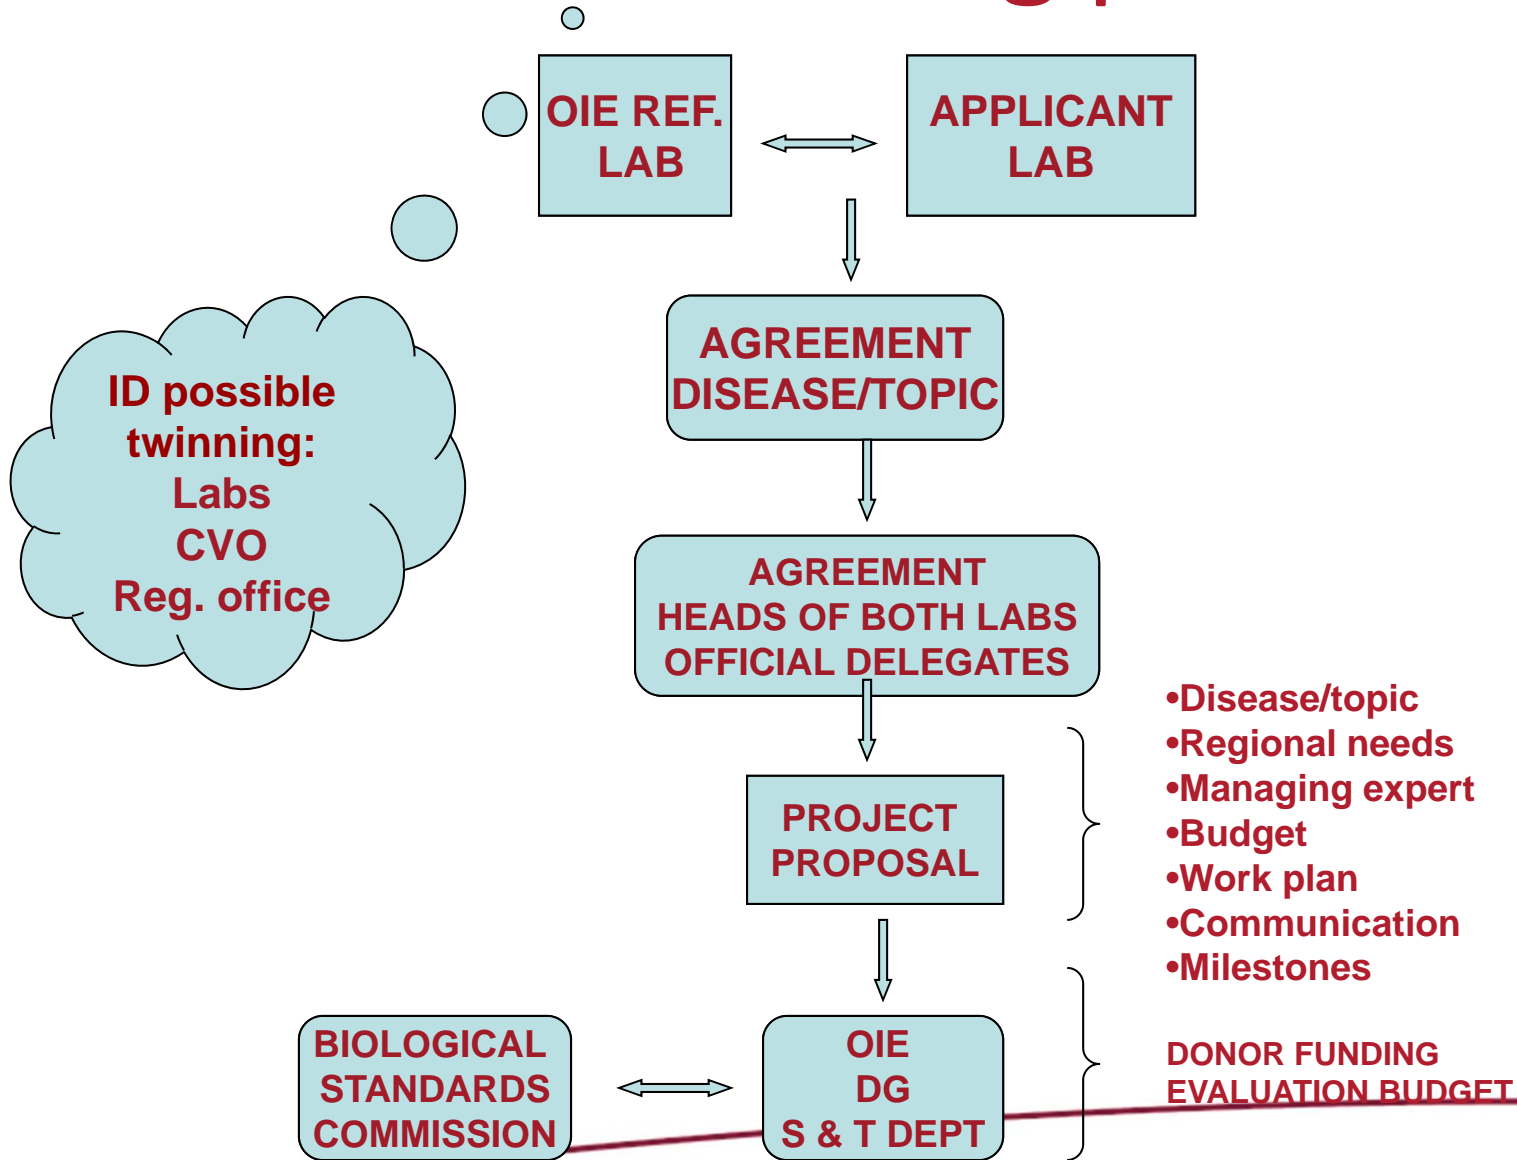 OIE REF.
LAB
APPLICANT
LAB
AGREEMENT
DISEASE/TOPIC
ID possible
twinning:
Labs
CVO
Reg. office
AGREEMENT
HEADS OF BOTH LABS
OFFICIAL DELEGATES
•Disease/topic
•Regional needs
•Managing expert
•Budget
•Work plan
•Communication
•Milestones
PROJECT
PROPOSAL
BIOLOGICAL
STANDARDS
COMMISSION
OIE
DG
S & T DEPT
DONOR FUNDING
EVALUATION BUDGET